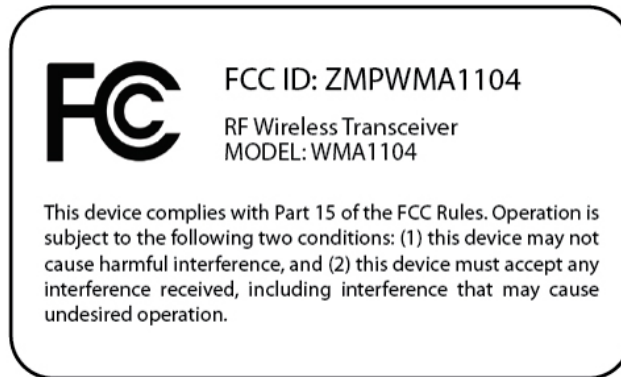 FCC
FCC ID: ZMPWMA1104
RF Wireless Transceiver
MODEL: WMA1104
This device complies with Part 15 of the FCC Rules. Operation is
subject to the following two conditions: (1) this device may not
cause harmful interference, and (2) this device must accept any
interference received, including interference that may cause
undesired operation.